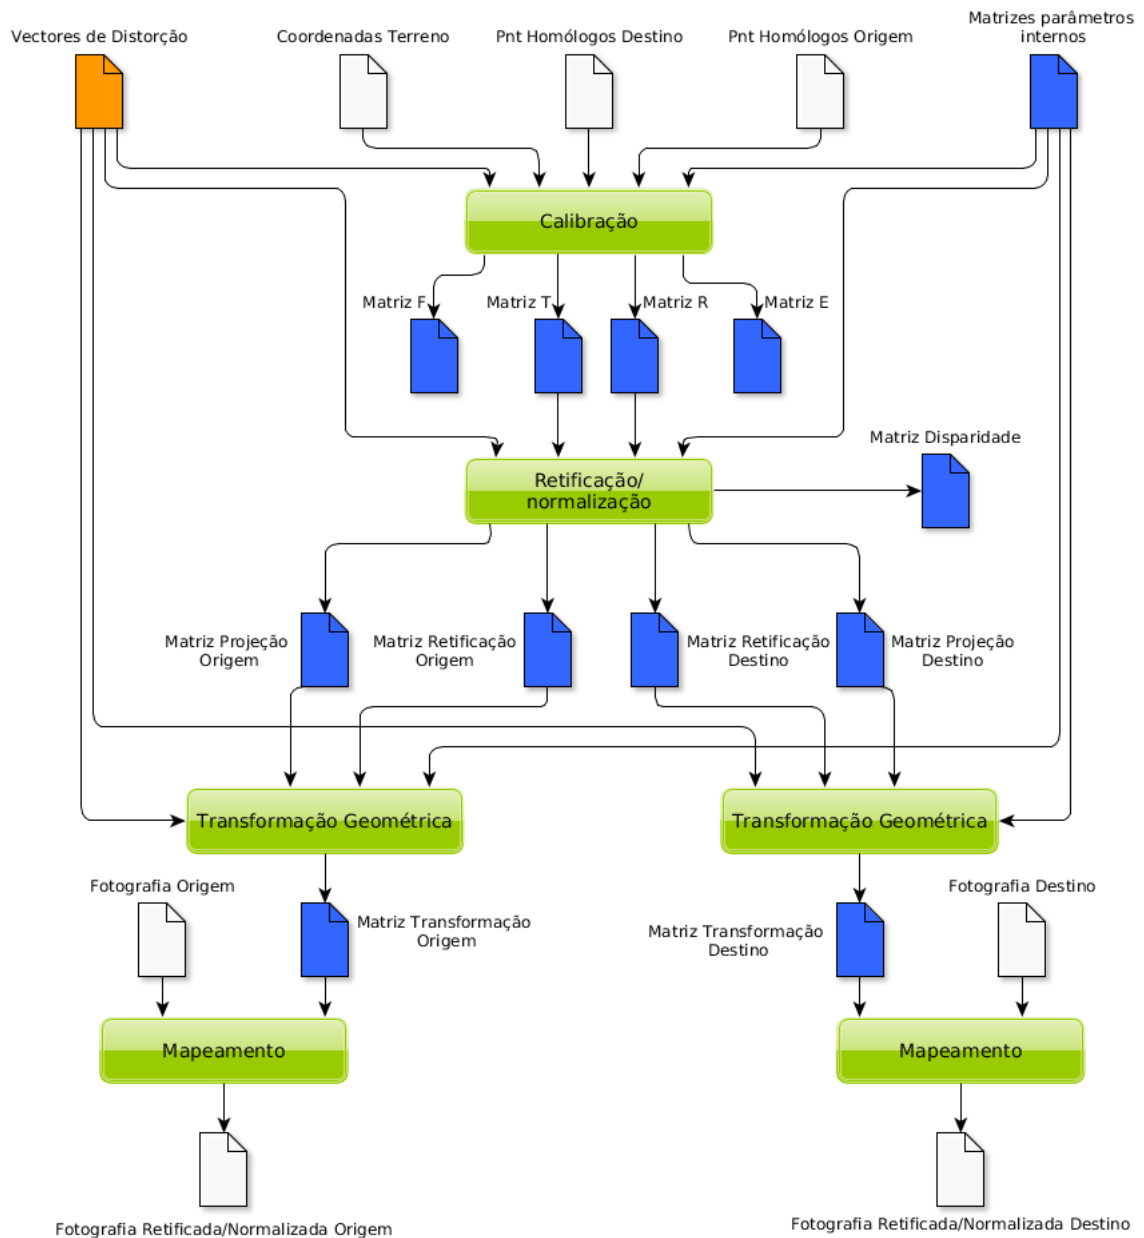 Vectores de Distorção
Coordenadas Terreno
Pnt Homólogos Destino
Pnt Homólogos Origem
Matrizes parâmetros
internos
Calibração
Matriz F
Matriz T
Matriz R
Matriz E
Matriz Disparidade
Retificação/
normalização
Matriz Projeção
Origem
Matriz Retificação
Origem
Matriz Retificação
Destino
Matriz Projeção
Destino
Transformação Geométrica
Transformação Geométrica
Fotografia Origem
Matriz Transformação
Origem
Matriz Transformação
Destino
Fotografia Destino
Mapeamento
Mapeamento
Fotografia Retificada/Normalizada Origem
Fotografia Retificada/Normalizada Destino